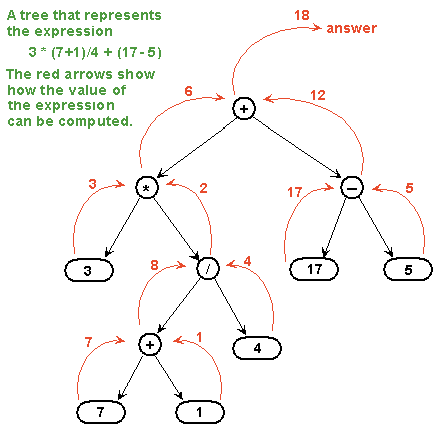 A tree that represents
the expression
3 * (7+1)/4 + (17 - 5)
The red arrows show
how the value of
the expression
can be computed.
18
answer
6
12
+
3
2
17
5
*
–
3
8
4
17
5
/
7
1
+
4
7
1